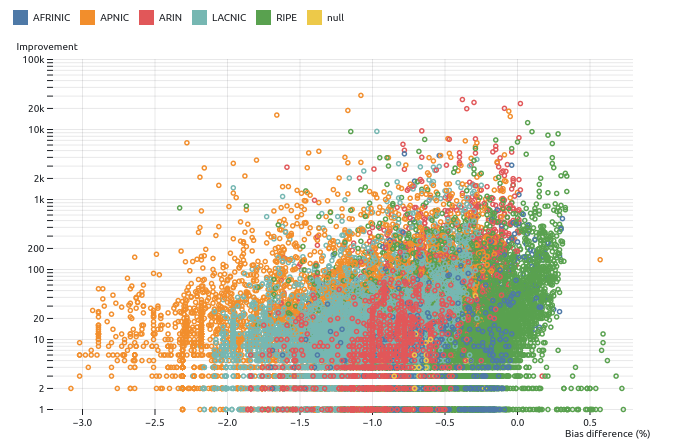 AFRINIC APNIC ARIN LACNIC RIPE null
Improvement
100k
20k
10k
2k
1k
200
100
20
10
2
1
−3.0 −2.5 −2.0 −1.5 −1.0 −0.5 0.0 0.5
Bias difference (%)